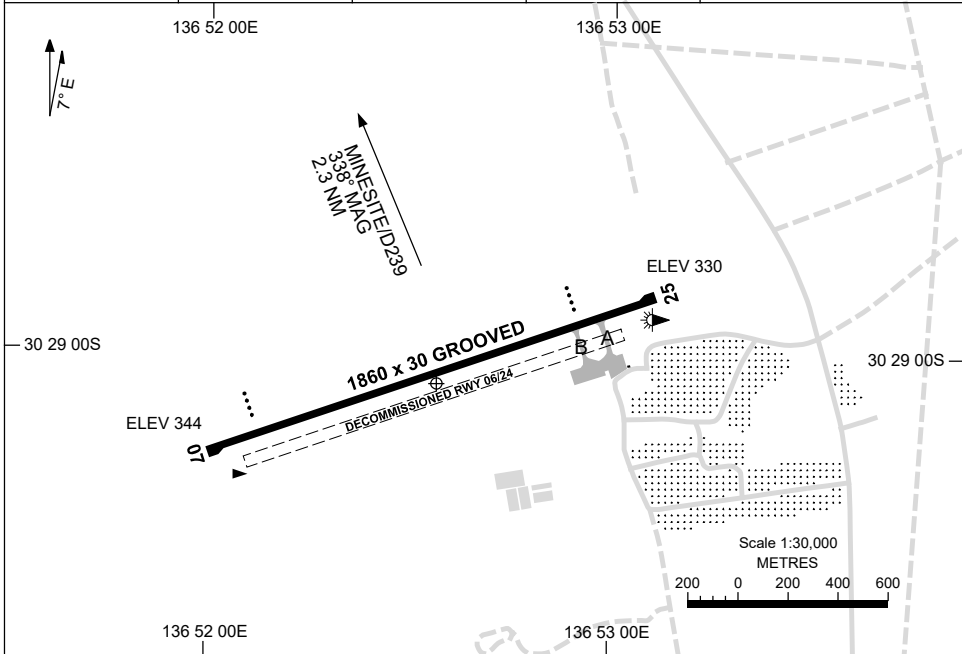 136 52 00E
136 53 00E
7° E
MINESITE/D239
338° MAG
2.3 NM
ELEV 330
25
30 29 00S
1860 x 30 GROOVED
B
A
30 29 00S
DECOMMISSIONED RWY 06/24
ELEV 344
07
Scale 1:30,000
METRES
200 0 200 400 600
136 52 00E
136 53 00E